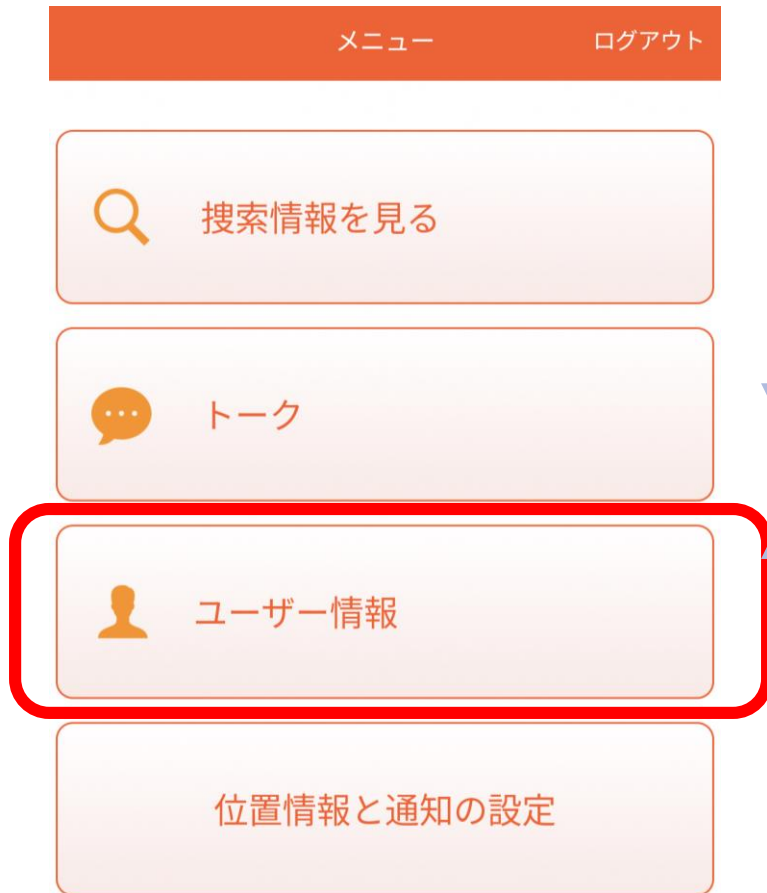 メニュー ログアウト
捜索情報を見る
トーク
ユーザー情報
位置情報と通知の設定